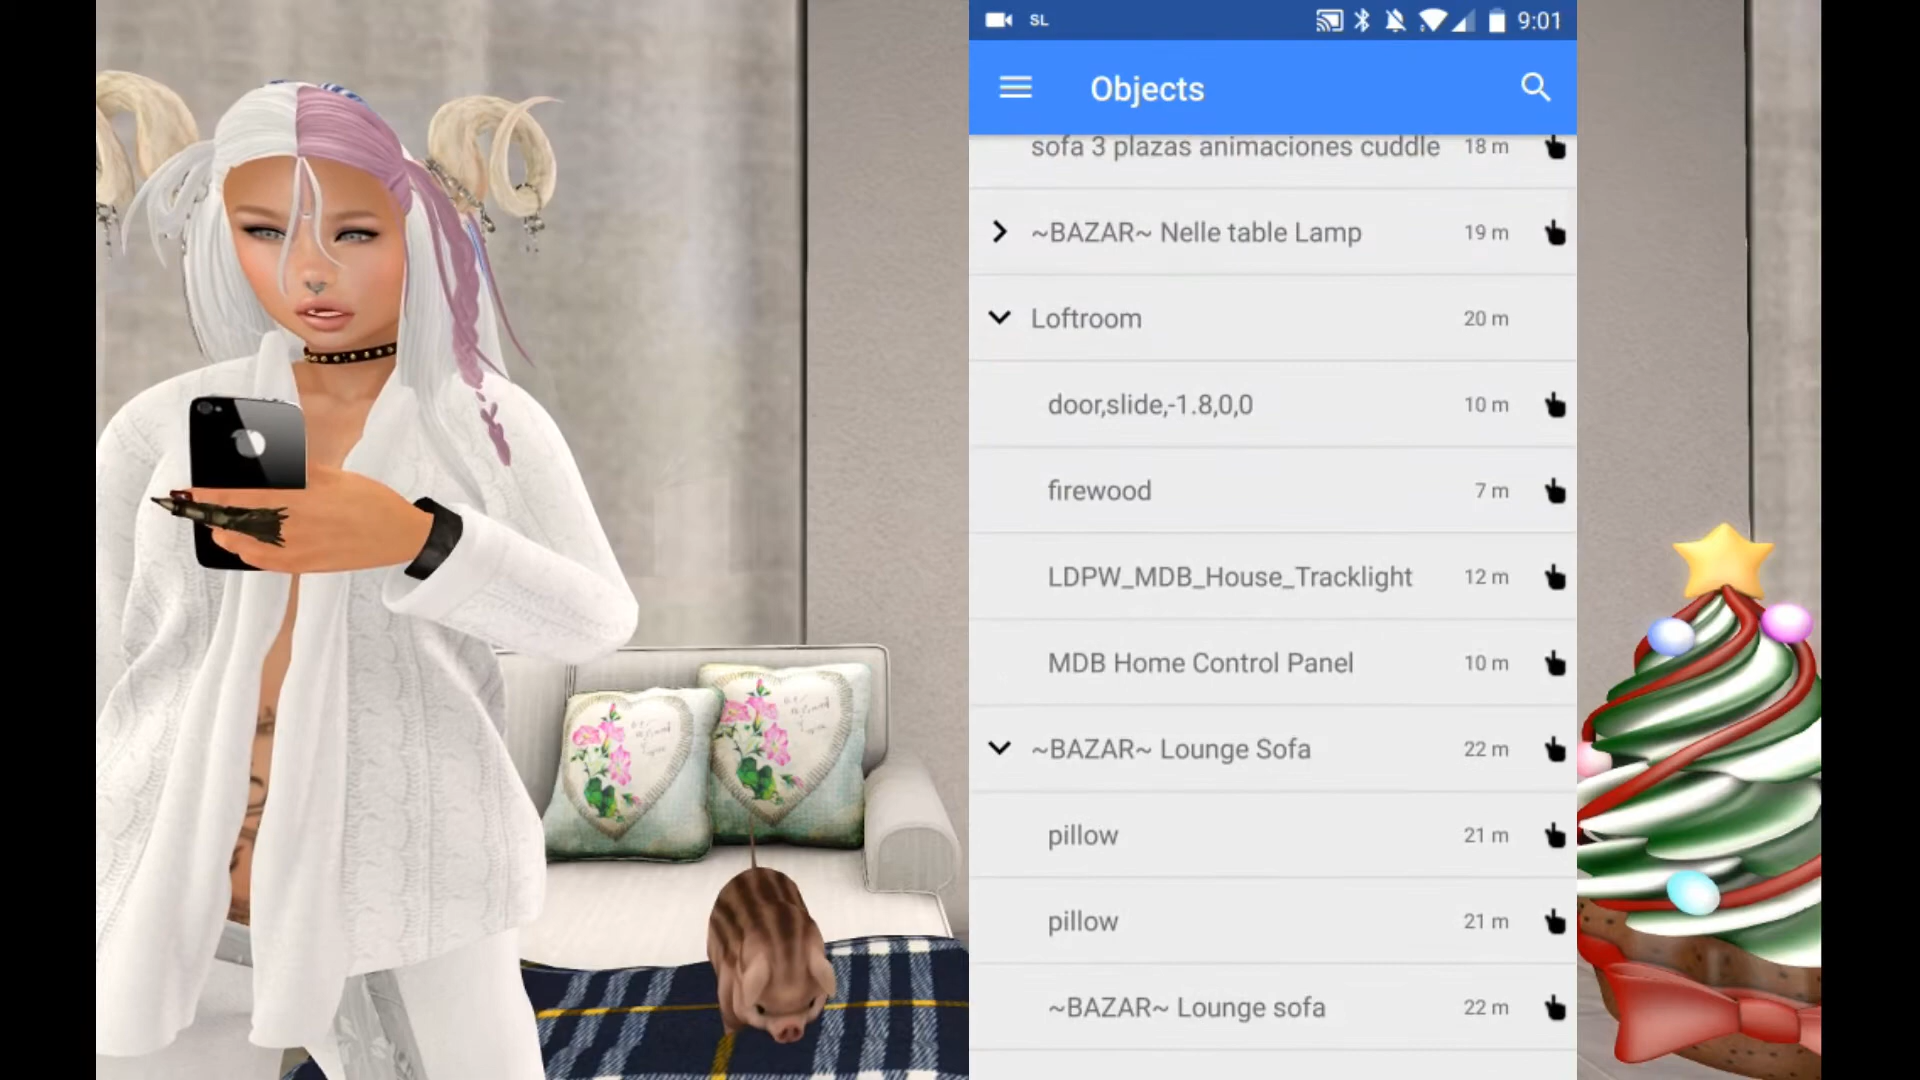 SL
9:01
Objects
sofa 3 plazas animaciones cuddle 18 m
~BAZAR~ Nelle table Lamp 19 m
Loftroom 20 m
door,slide,-1.8,0,0 10 m
firewood 7 m
LDPW_MDB_House_Tracklight 12 m
MDB Home Control Panel 10 m
~BAZAR~ Lounge Sofa 22 m
pillow 21 m
pillow 21 m
~BAZAR~ Lounge sofa 22 m